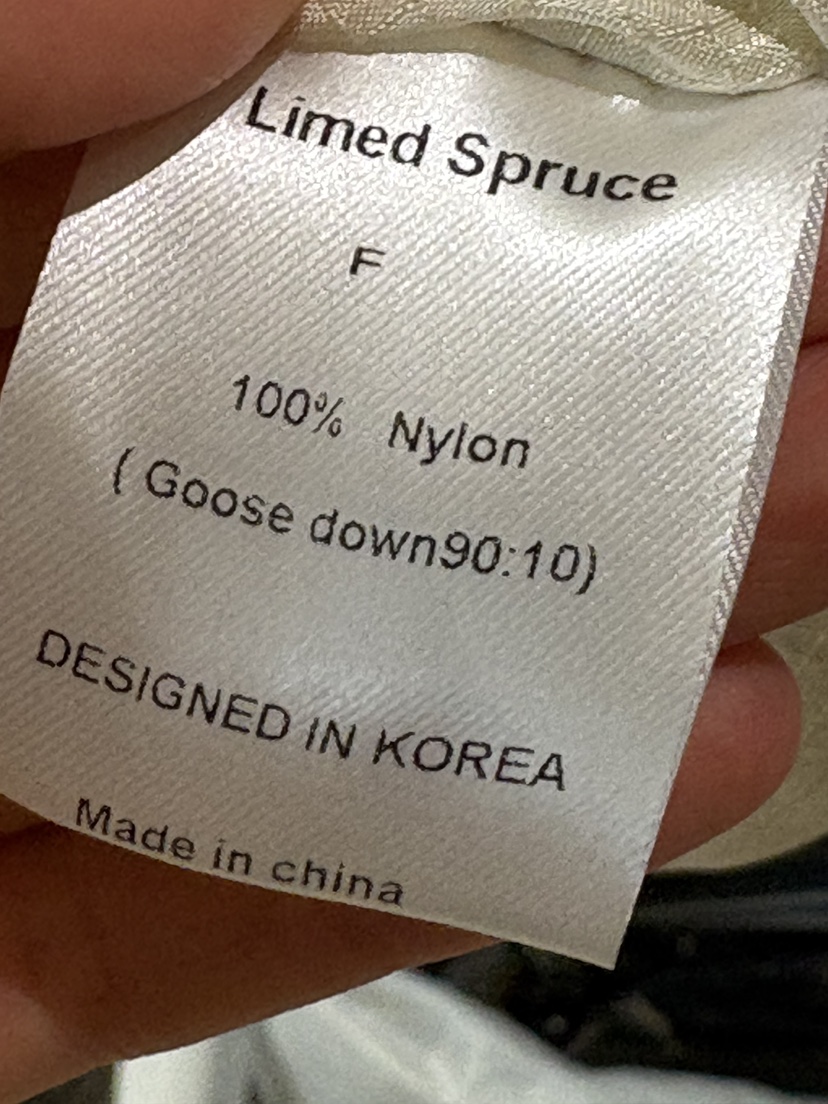 Limed Spruce
F
100% Nylon
( Goose down90:10)
DESIGNED IN KOREA
Made in china